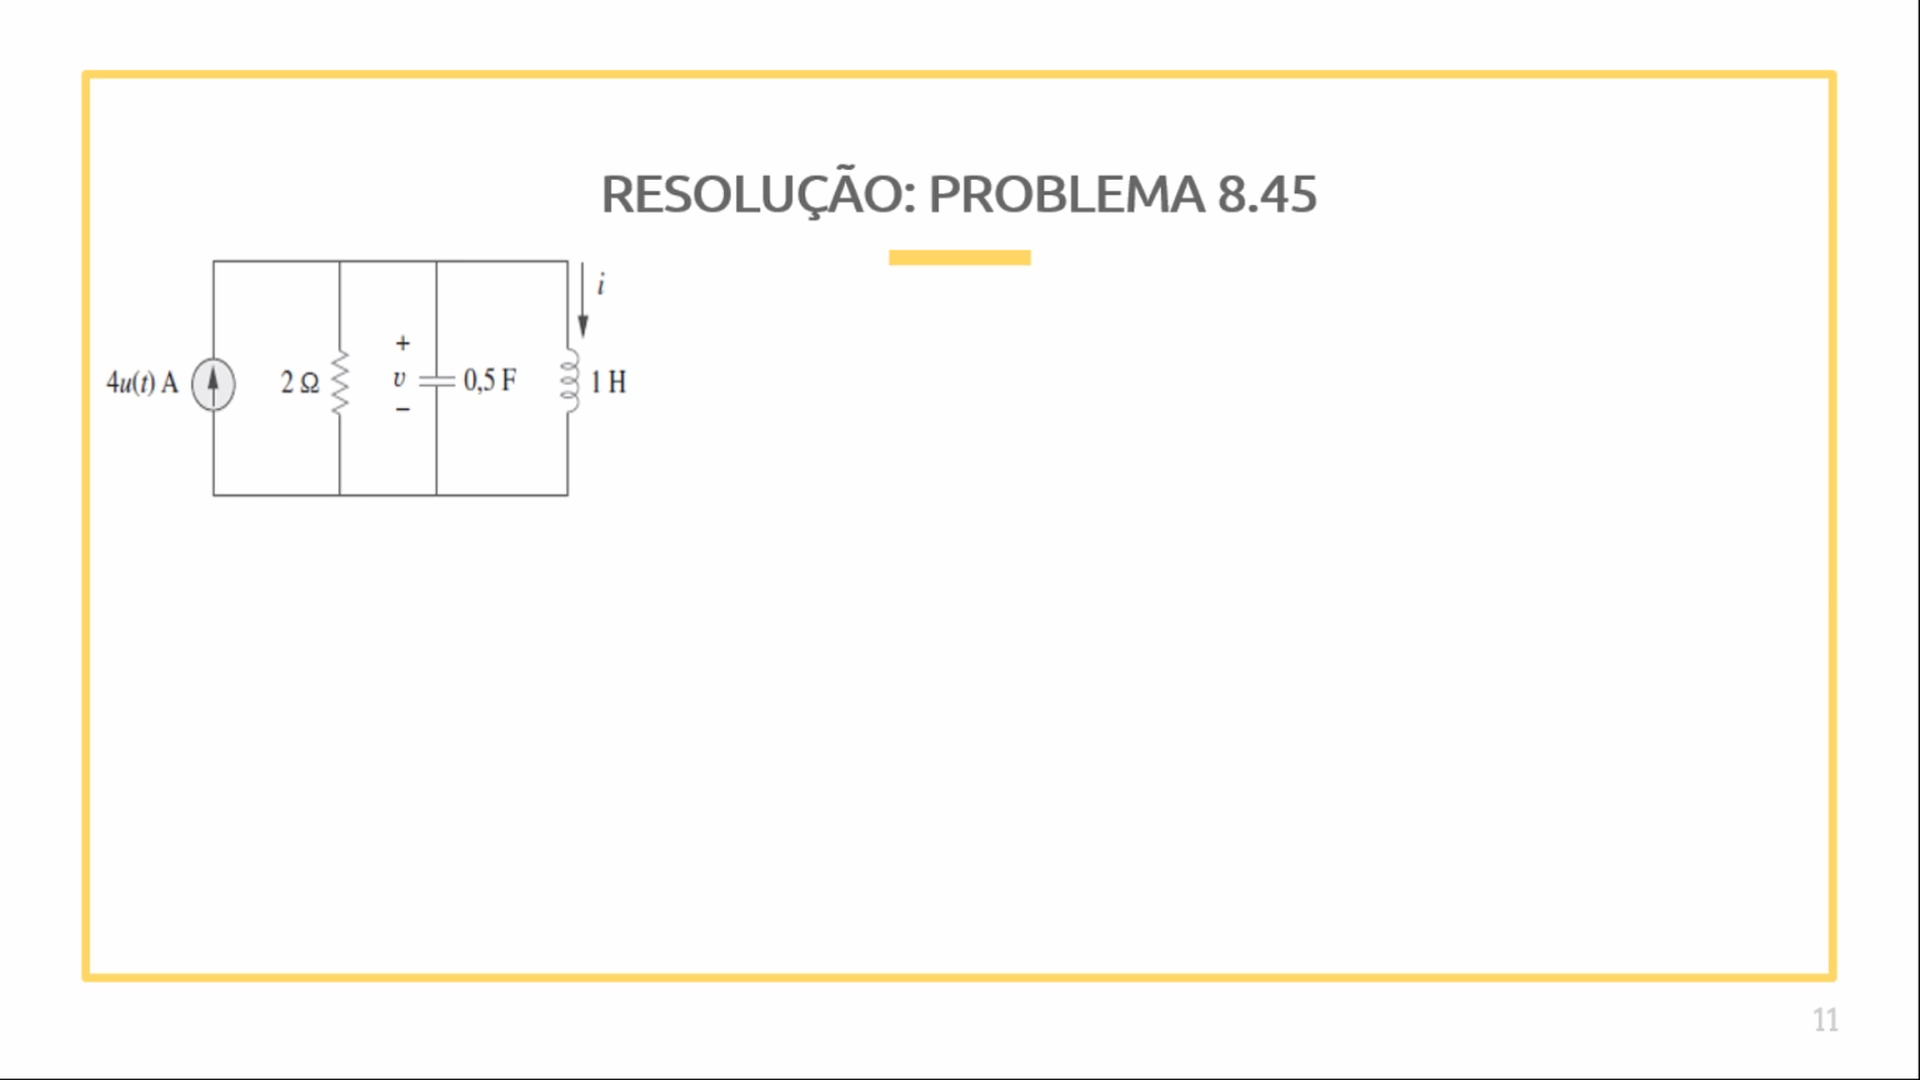 RESOLUÇÃO: PROBLEMA 8.45
i
+
4u(t) A 2 Ω v 0,5 F 1 H
−
11